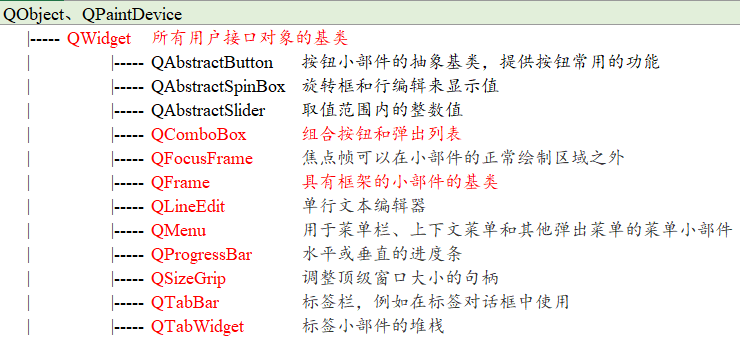 QObject、QPaintDevice
|----- QWidget 所有用户接口对象的基类
| |----- QAbstractButton 按钮小部件的抽象基类，提供按钮常用的功能
| |----- QAbstractSpinBox 旋转框和行编辑来显示值
| |----- QAbstractSlider 取值范围内的整数值
| |----- QComboBox 组合按钮和弹出列表
| |----- QFocusFrame 焦点帧可以在小部件的正常绘制区域之外
| |----- QFrame 具有框架的小部件的基类
| |----- QLineEdit 单行文本编辑器
| |----- QMenu 用于菜单栏、上下文菜单和其他弹出菜单的菜单小部件
| |----- QProgressBar 水平或垂直的进度条
| |----- QSizeGrip 调整顶级窗口大小的句柄
| |----- QTabBar 标签栏，例如在标签对话框中使用
| |----- QTabWidget 标签小部件的堆栈